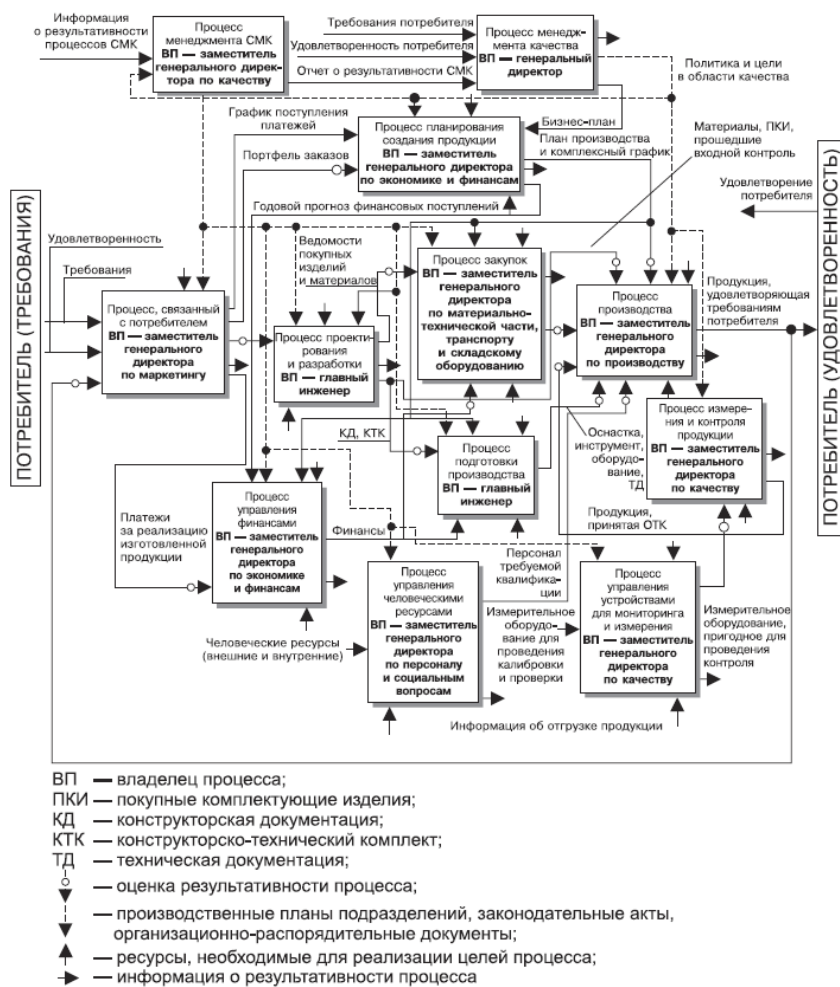 Информация
о результативности
процессов СМК
Процесс
менеджмента СМК
ВП — заместитель
генерального дирек-
тора по качеству
Требования потребителя
Удовлетворенность потребителя
Отчет о результативности СМК
Процесс менедж-
мента качества
ВП — генеральный
директор
Политика и цели
в области качества
График поступления
платежей
Портфель заказов
Процесс планирования
создания продукции
ВП — заместитель
генерального директора
по экономике и финансам
Бизнес-план
План производства
и комплексный график
Материалы, ПКИ,
прошедшие
входной контроль
Удовлетворение
потребителя
Годовой прогноз финансовых поступлений
ПОТРЕБИТЕЛЬ (ТРЕБОВАНИЯ)
Удовлетворенность
Требования
Процесс, связанный
с потребителем
ВП — заместитель
генерального
директора
по маркетингу
Ведомости
покупных
изделий
и материалов
Процесс проекти-
рования
и разработки
ВП — главный
инженер
Процесс закупок
ВП — заместитель
генерального
директора
по материально-
технической части,
транспорту
и складскому
оборудованию
Процесс
производства
ВП — заместитель
генерального
директора
по производству
Продукция,
удовлетворяющая
требованиям
потребителя
ПОТРЕБИТЕЛЬ (УДОВЛЕТВОРЕННОСТЬ)
КД, КТК
Процесс
подготовки
производства
ВП — главный
инженер
Оснастка,
инструмент,
оборудо-
вание,
ТД
Процесс измере-
ния и контроля
продукции
ВП — заместитель
генерального
директора
по качеству
Платежи
за реализацию
изготовленной
продукции
Процесс
управления
финансами
ВП — заместитель
генерального
директора
по экономике
и финансам
Финансы
Продукция,
принятая ОТК
Персонал
требуемой
квалифика-
ции
Человеческие ресурсы
(внешние и внутренние)
Процесс
управления
человеческими
ресурсами
ВП — заместитель
генерального
директора
по персоналу
и социальным
вопросам
Измерительное оборудо-
вание для
проведения
калибровки
и проверки
Процесс
управления
устройствами
для мониторинга
и измерения
ВП — заместитель
генерального
директора
по качеству
Измерительное
оборудование,
пригодное для
проведения
контроля
Информация об отгрузке продукции
ВП — владелец процесса;
ПКИ — покупные комплектующие изделия;
КД — конструкторская документация;
КТК — конструкторско-технический комплект;
ТД — техническая документация;
— оценка результативности процесса;
— производственные планы подразделений, законодательные акты,
организационно-распорядительные документы;
— ресурсы, необходимые для реализации целей процесса;
— информация о результативности процесса